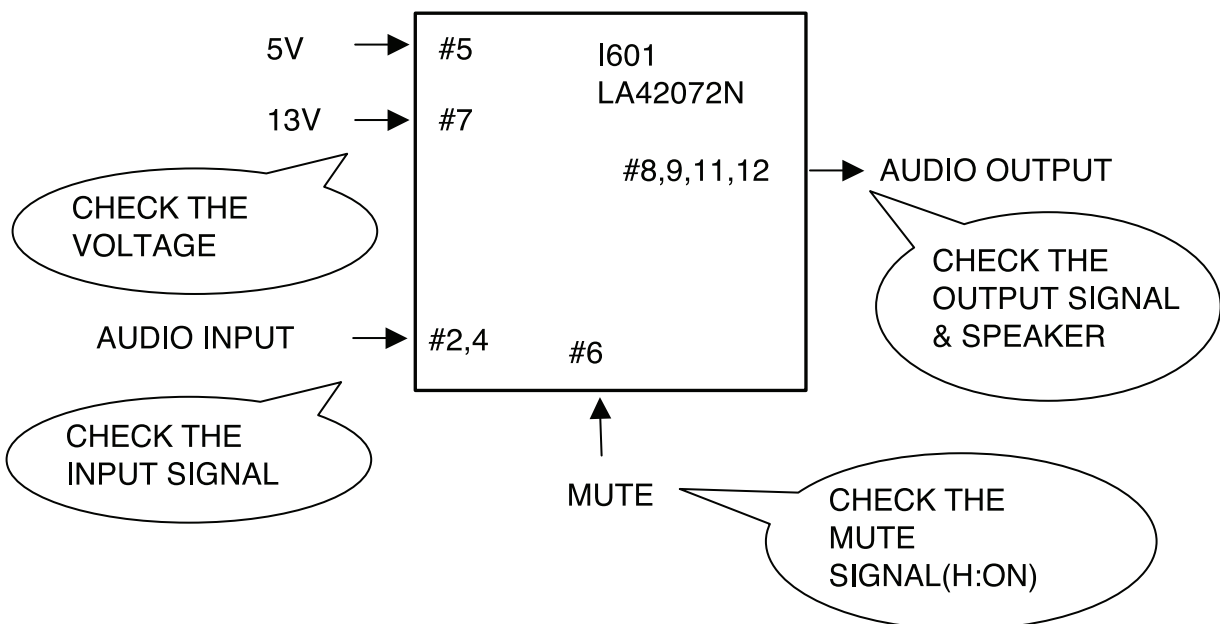 5V
#5
I601
LA42072N
13V
#7
#8,9,11,12
AUDIO OUTPUT
CHECK THE
VOLTAGE
CHECK THE
OUTPUT SIGNAL
& SPEAKER
AUDIO INPUT
#2,4
#6
CHECK THE
INPUT SIGNAL
MUTE
CHECK THE
MUTE
SIGNAL(H:ON)